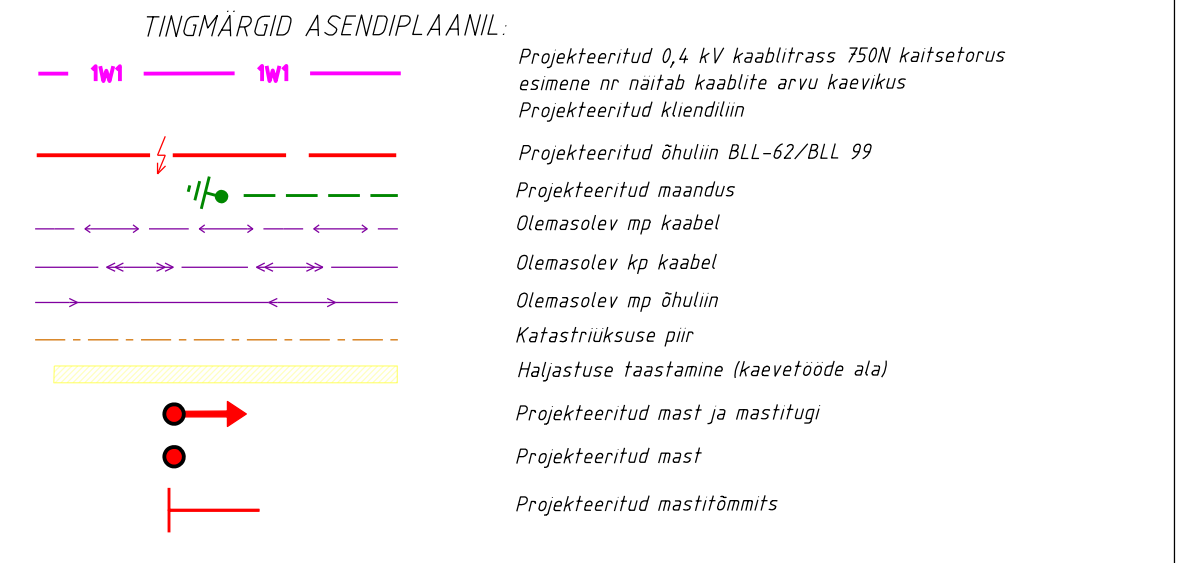 TINGMÄRGID ASENDIPLAANIL:
1W1 1W1
Projekteeritud 0,4 kV kaablitrass 750N kaitsetorus
esimene nr näitab kaablite arvu kaevikus
Projekteeritud kliendiliin
Projekteeritud õhuliin BLL-62/BLL 99
Projekteeritud maandus
Olemasolev mp kaabel
Olemasolev kp kaabel
Olemasolev mp õhuliin
Katastriüksuse piir
Haljastuse taastamine (kaevetööde ala)
Projekteeritud mast ja mastitugi
Projekteeritud mast
Projekteeritud mastitõmmits